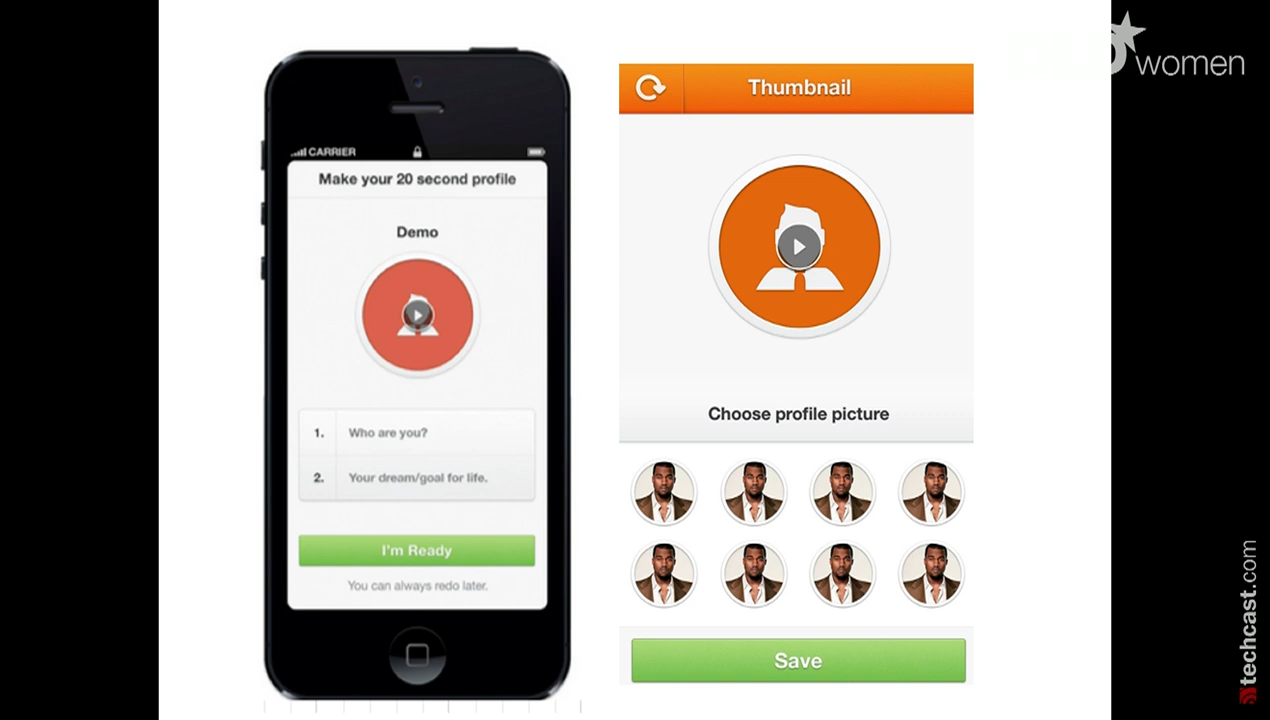 CARRIER
Make your 20 second profile
Demo
1. Who are you?
2. Your dream/goal for life.
I'm Ready
You can always redo later.
Thumbnail
Choose profile picture
Save
women
techcast.com